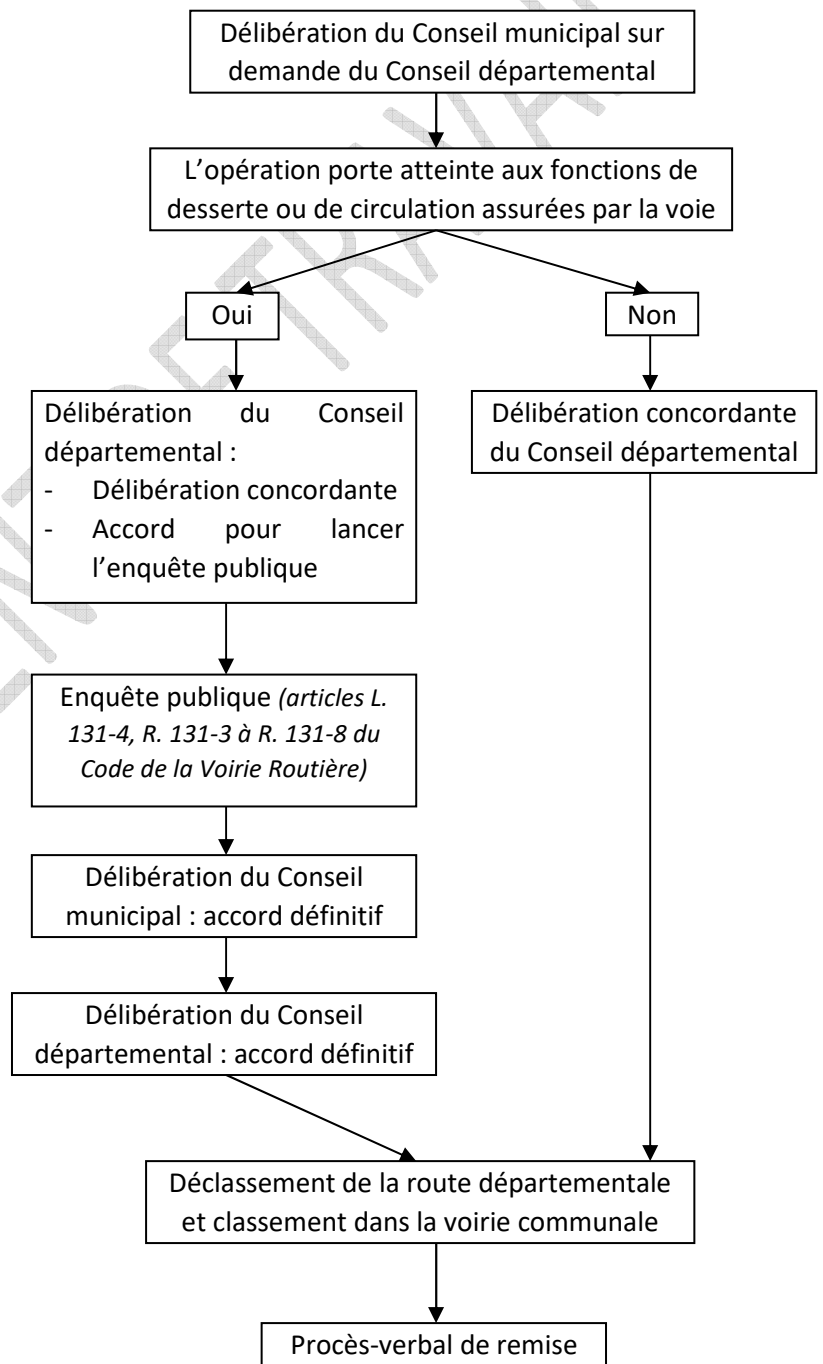 Délibération du Conseil municipal sur
demande du Conseil départemental
L’opération porte atteinte aux fonctions de
desserte ou de circulation assurées par la voie
Oui
Non
Délibération du Conseil
départemental :
- Délibération concordante
- Accord pour lancer
l’enquête publique
Délibération concordante
du Conseil départemental
Enquête publique (articles L.
131-4, R. 131-3 à R. 131-8 du
Code de la Voirie Routière)
Délibération du Conseil
municipal : accord définitif
Délibération du Conseil
départemental : accord définitif
Déclassement de la route départementale
et classement dans la voirie communale
Procès-verbal de remise